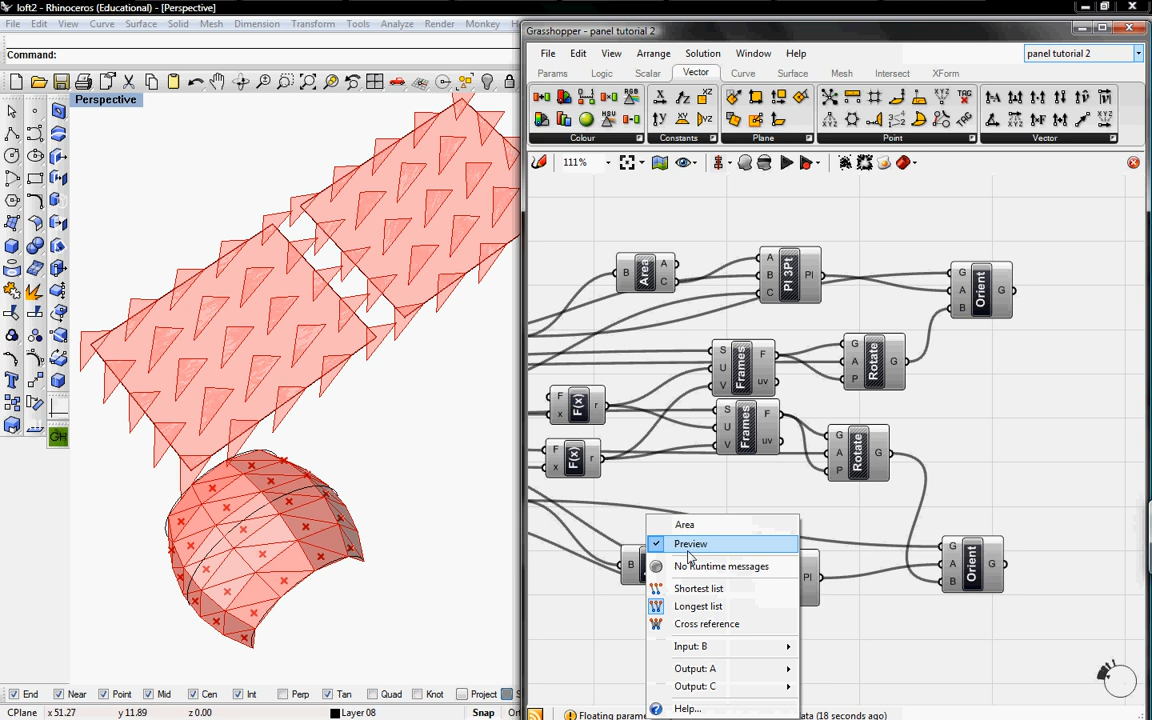 loft2 - Rhinoceros (Educational) - [Perspective]
File Edit View Curve Surface Solid Mesh Dimension Transform Tools Analyze Render Monkey
Command:
Perspective
Grasshopper - panel tutorial 2
File Edit View Arrange Solution Window Help
panel tutorial 2
Params Logic Scalar Vector Curve Surface Mesh Intersect XForm
Colour Constants Plane Point Vector
111%
B Area A C
A B C Pl 3Pt Pl
G A B Orient G
S U V Frames F uv
G A P Rotate G
F x F(x) r
S U V Frames F uv
G A P Rotate G
F x F(x) r
B
Pl
G A B Orient G
Area
Preview
No Runtime messages
Shortest list
Longest list
Cross reference
Input: B
Output: A
Output: C
Help...
End Near Point Mid Cen Int Perp Tan Quad Knot Project
CPlane x 51.27 y 11.89 z 0.00 Layer 08 Snap
Floating parame
ata (18 seconds ago)